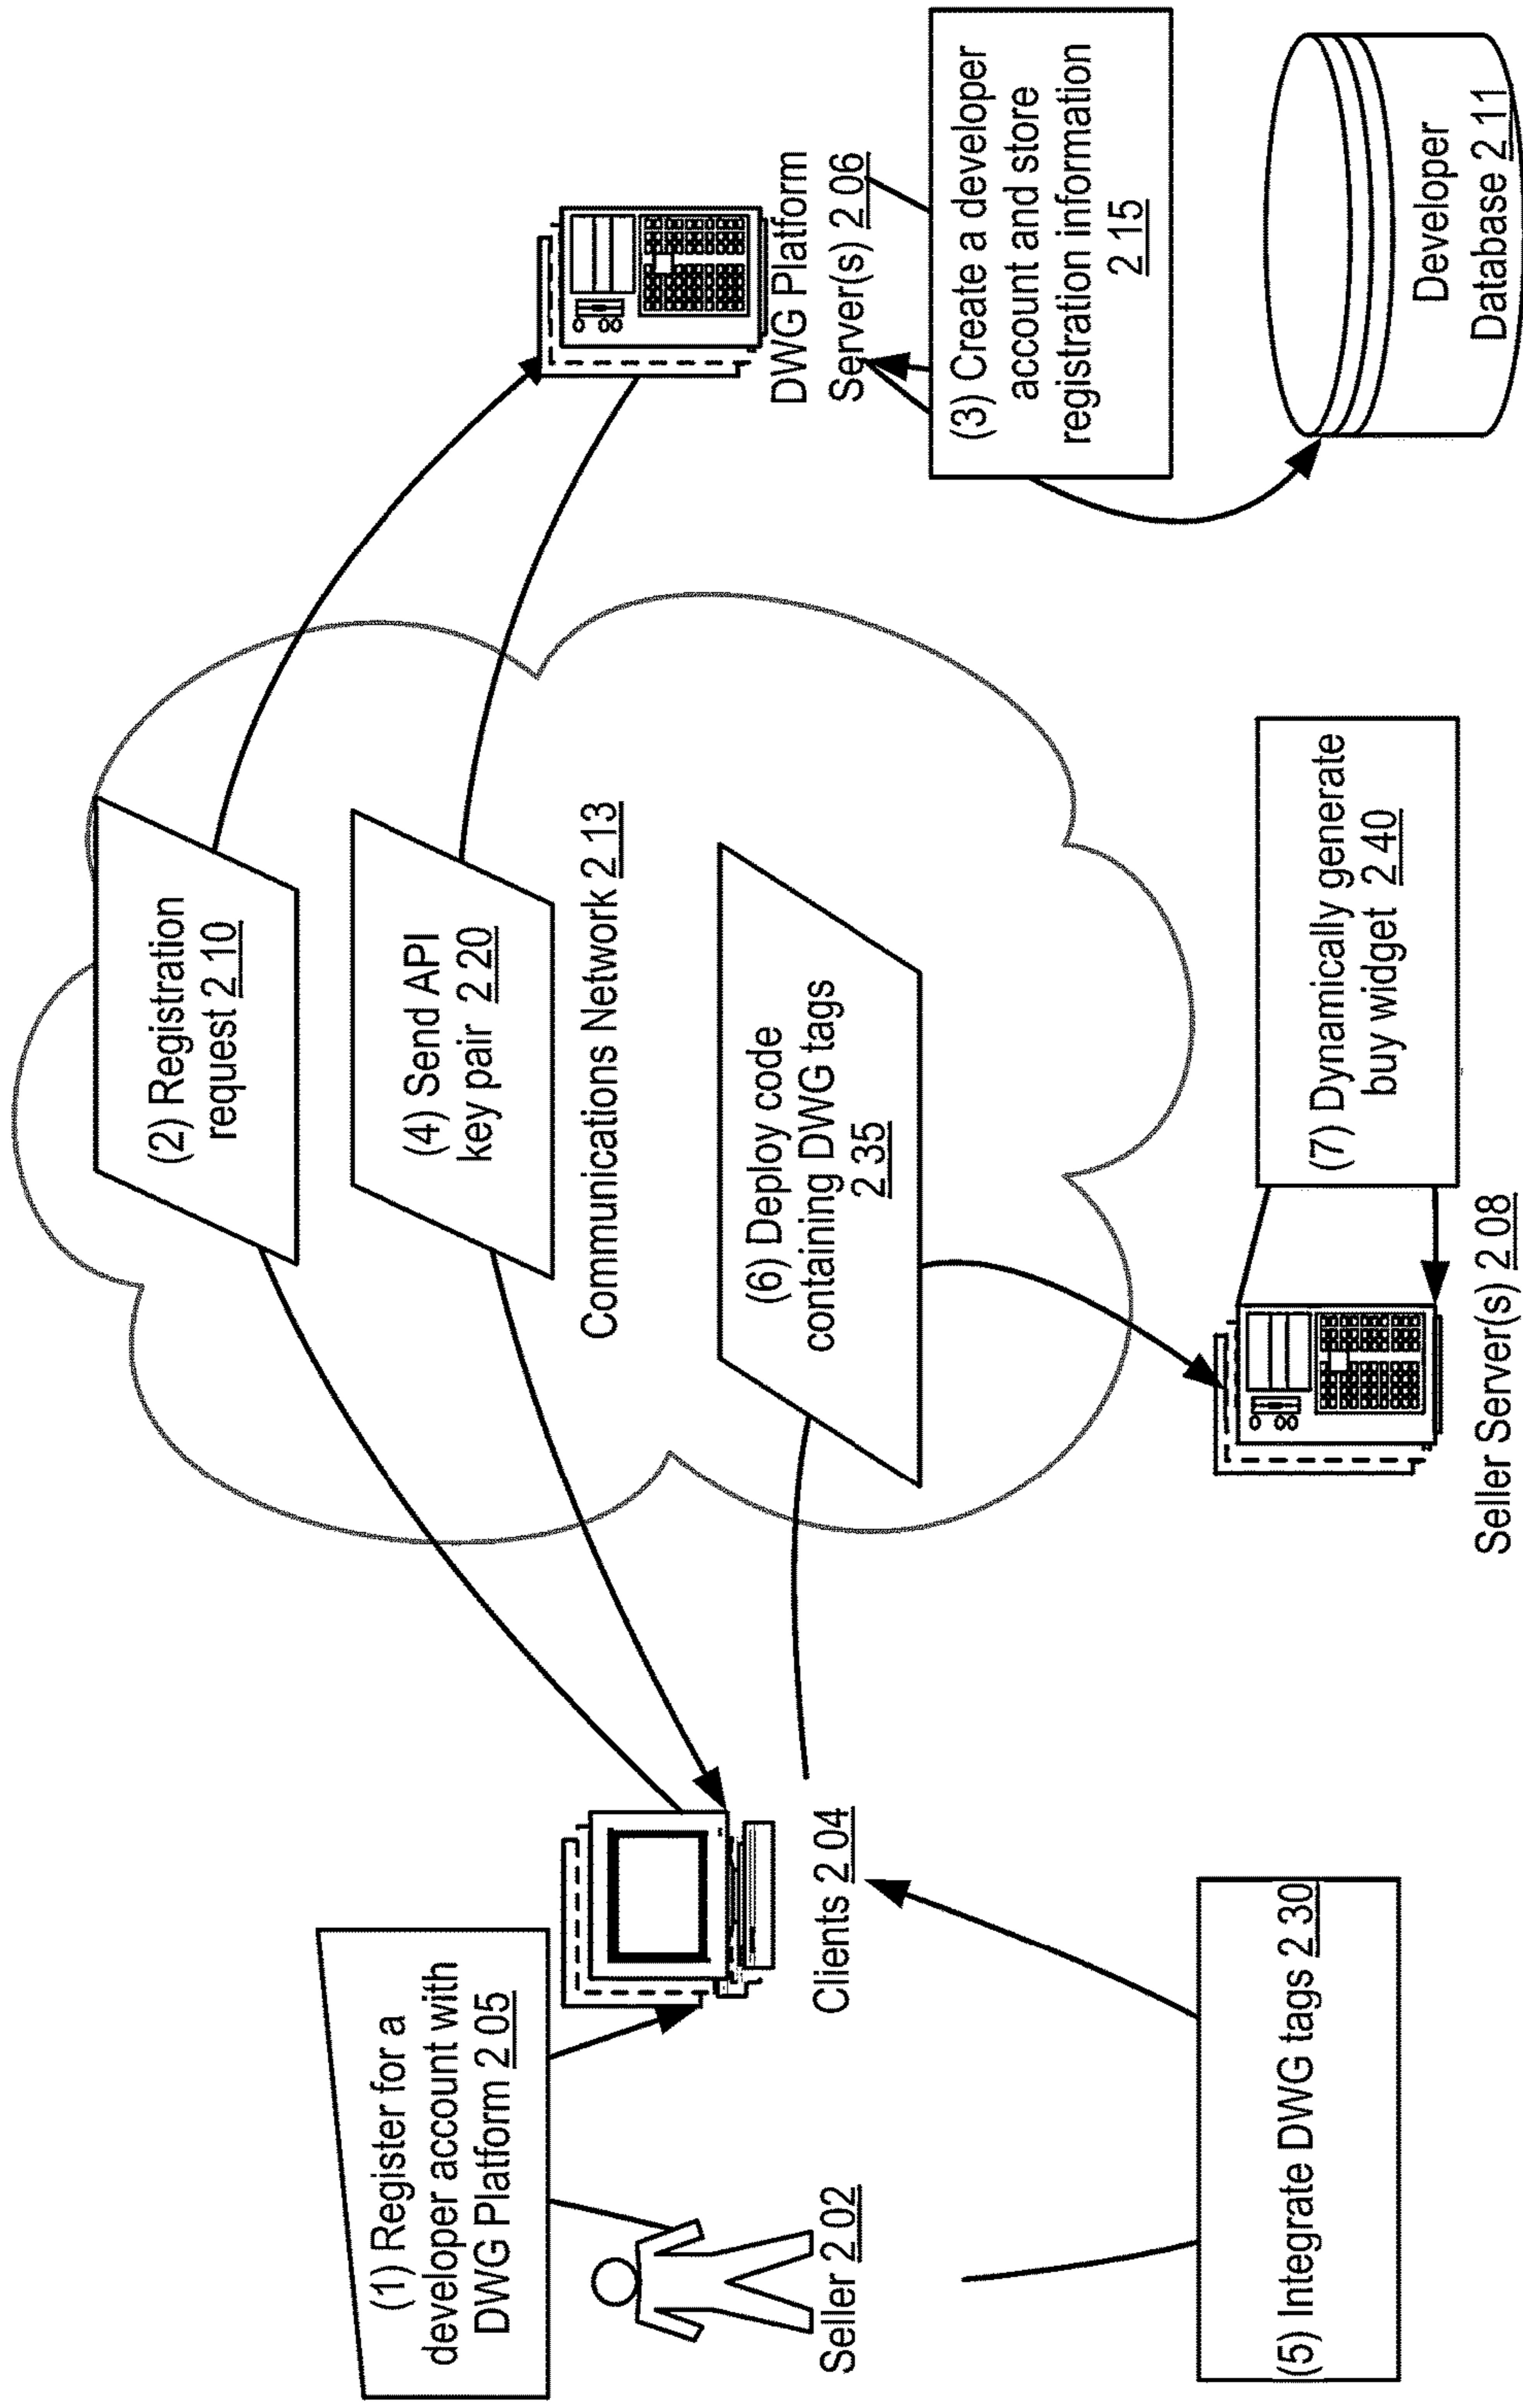 (1) Register for a
developer account with
DWG Platform 2 05
Seller 2 02
Clients 2 04
(5) Integrate DWG tags 2 30
(2) Registration
request 2 10
(4) Send API
key pair 2 20
Communications Network 2 13
(6) Deploy code
containing DWG tags
2 35
Seller Server(s) 2 08
(7) Dynamically generate
buy widget 2 40
DWG Platform
Server(s) 2 06
(3) Create a developer
account and store
registration information
2 15
Developer
Database 2 11